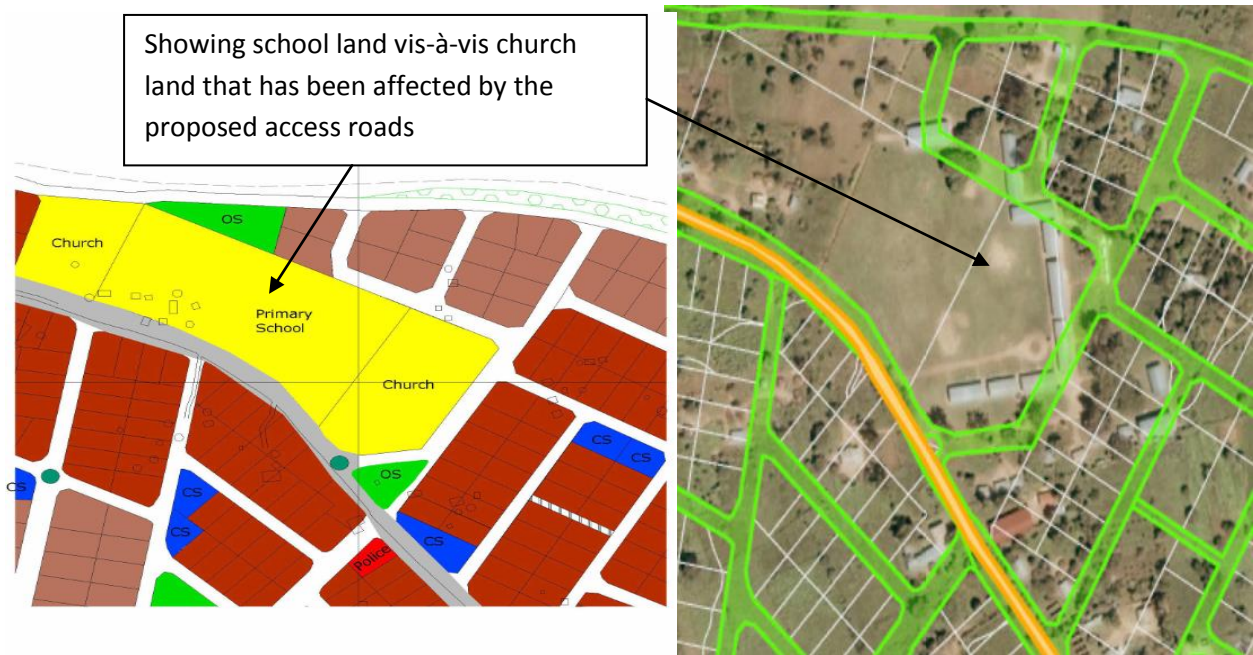 Showing school land vis-à-vis church
land that has been affected by the
proposed access roads
OS
Church
Primary
School
Church
CS
CS
OS
CS
CS
CS
CS
Police